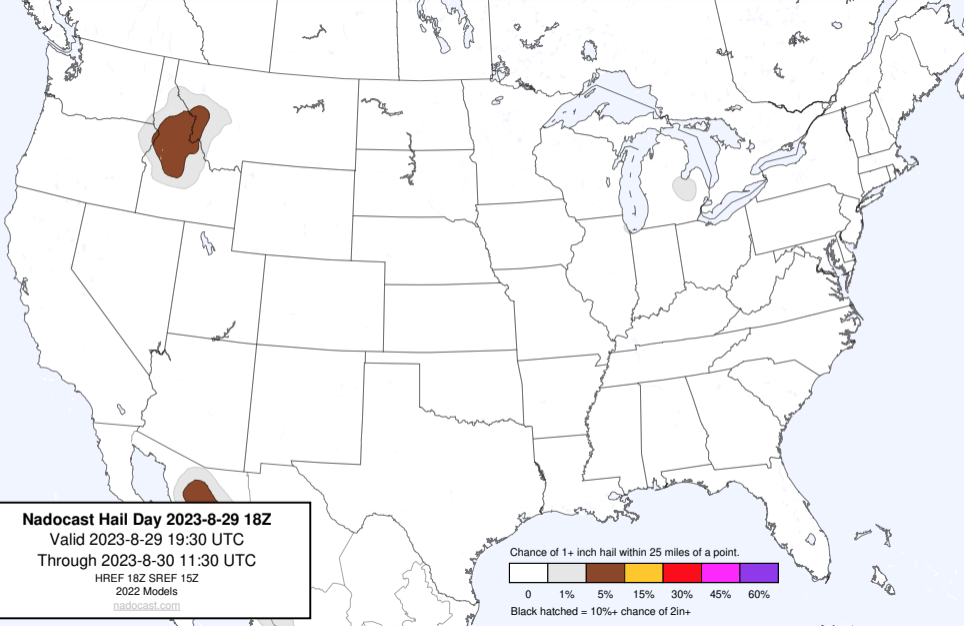 Nadocast Hail Day 2023-8-29 18Z
Valid 2023-8-29 19:30 UTC
Through 2023-8-30 11:30 UTC
HREF 18Z SREF 15Z
2022 Models
nadocast.com
Chance of 1+ inch hail within 25 miles of a point.
0 1% 5% 15% 30% 45% 60%
Black hatched = 10%+ chance of 2in+